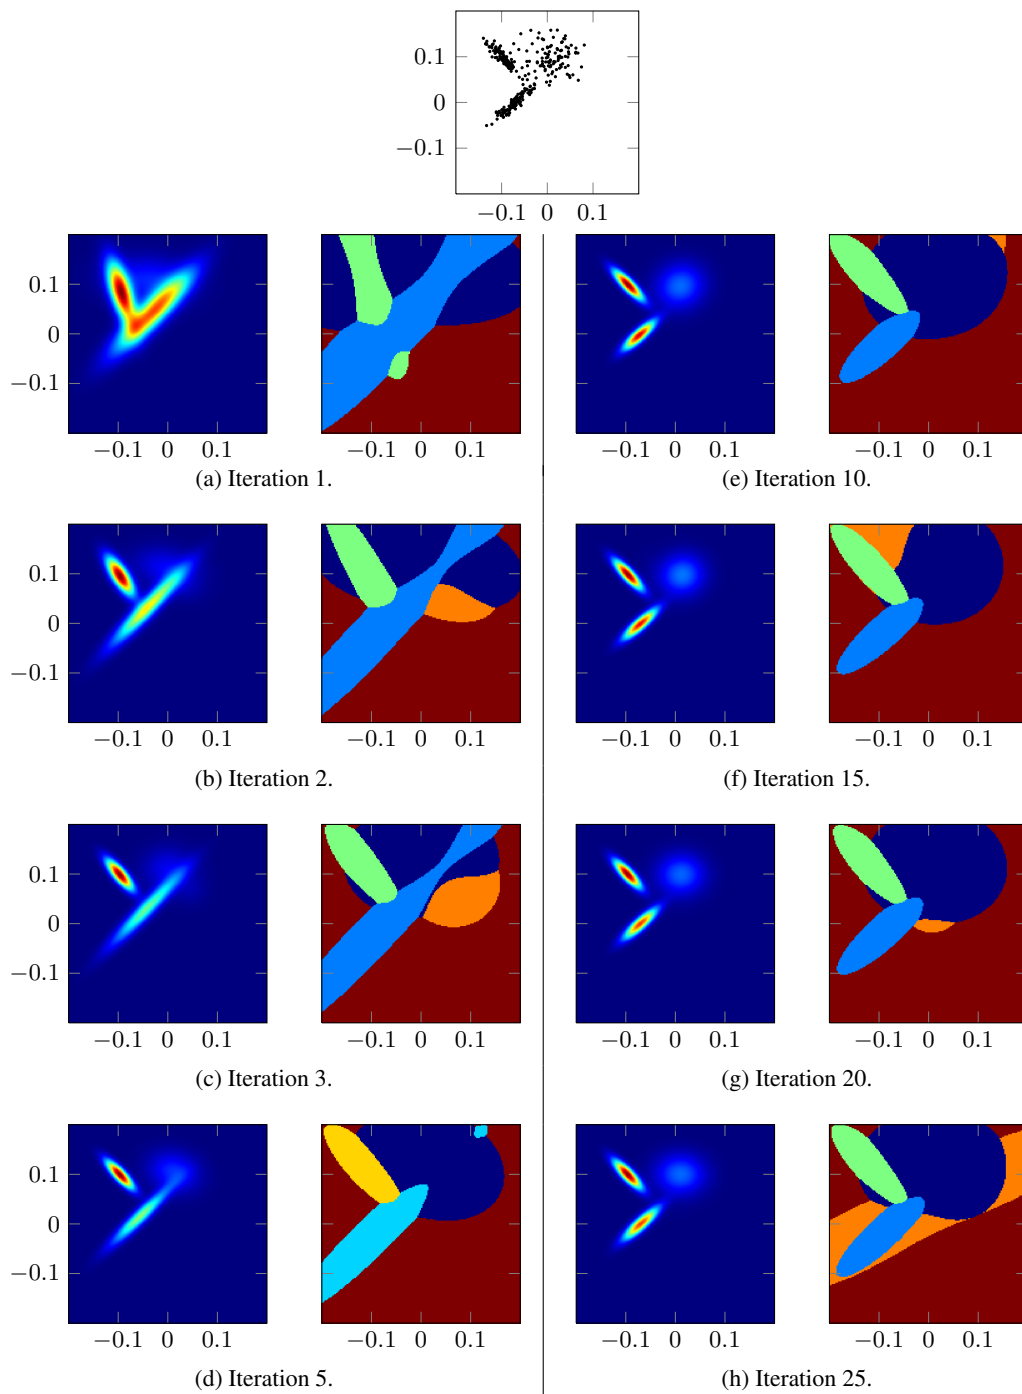 0.1
0
−0.1
−0.1 0 0.1
0.1
0
−0.1
−0.1 0 0.1 −0.1 0 0.1
(a) Iteration 1.
−0.1 0 0.1 −0.1 0 0.1
(e) Iteration 10.
0.1
0
−0.1
−0.1 0 0.1 −0.1 0 0.1
(b) Iteration 2.
−0.1 0 0.1 −0.1 0 0.1
(f) Iteration 15.
0.1
0
−0.1
−0.1 0 0.1 −0.1 0 0.1
(c) Iteration 3.
−0.1 0 0.1 −0.1 0 0.1
(g) Iteration 20.
0.1
0
−0.1
−0.1 0 0.1 −0.1 0 0.1
(d) Iteration 5.
−0.1 0 0.1 −0.1 0 0.1
(h) Iteration 25.